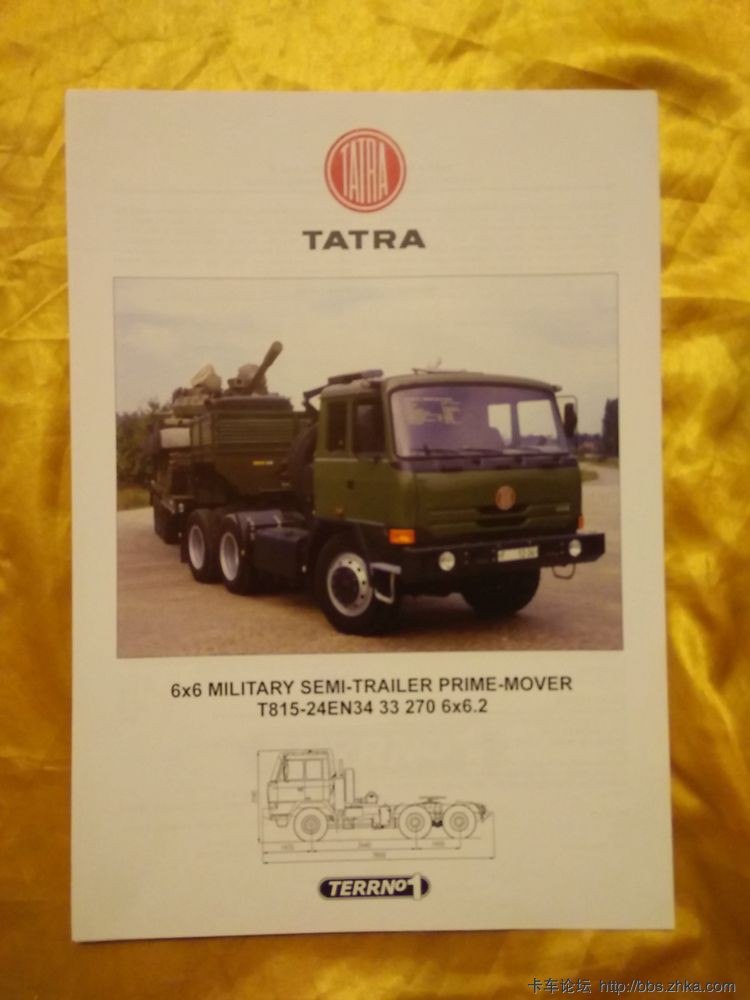 TATRA
TATRA
6x6 MILITARY SEMI-TRAILER PRIME-MOVER
T815-24EN34 33 270 6x6.2
TERRNo1
卡车论坛 http://bbs.zhka.com